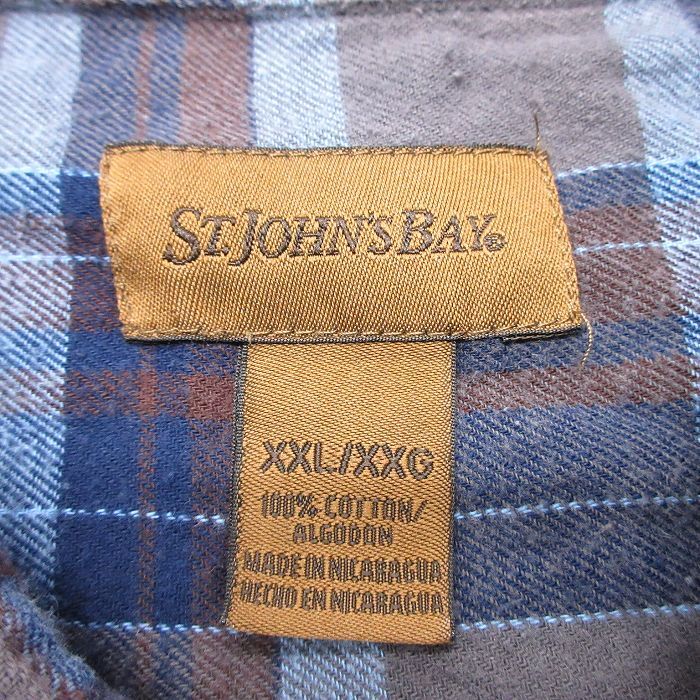 ST. JOHN'S BAY®
XXL/XXG
100% COTTON/
ALGODON
MADE IN NICARAGUA
HECHO EN NICARAGUA